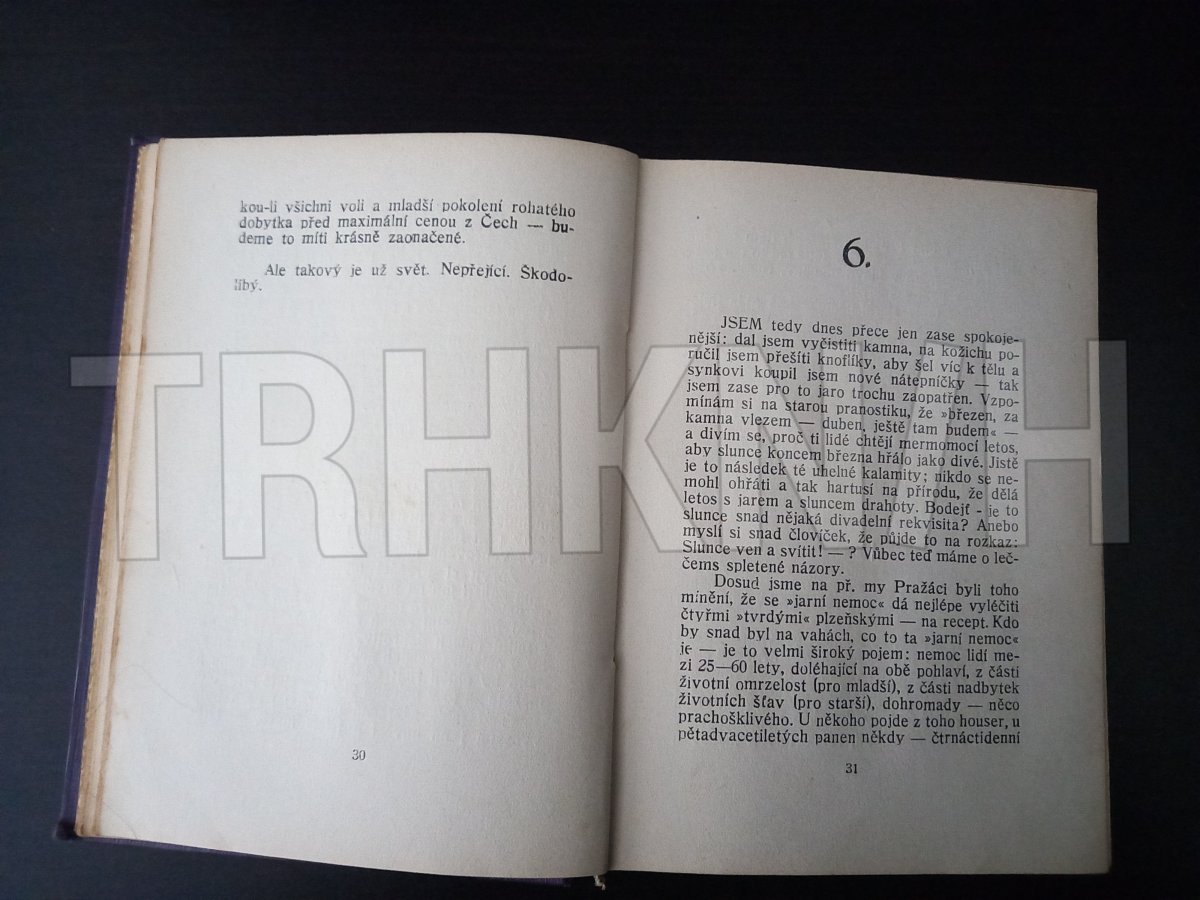 kou-li všichni voli a mladší pokolení rohatého
dobytka před maximální cenou z Čech — bu-
deme to míti krásně zaonačené.
Ale takový je už svět. Nepřející. Škodo-
libý.
30
6.
JSEM tedy dnes přece jen zase spokoje-
nější: dal jsem vyčistiti kamna, na kožichu po-
ručil jsem přešíti knoflíky, aby šel víc k tělu a
synkovi koupil jsem nové nátepníčky — tak
jsem zase pro to jaro trochu zaopatřen. Vzpo-
mínám si na starou pranostiku, že »březen, za
kamna vlezem — duben, ještě tam budem« —
a divím se, proč ti lidé chtějí mermomocí letos,
aby slunce koncem března hřálo jako divé. Jistě
je to následek té uhelné kalamity; nikdo se ne-
mohl ohřáti a tak hartusí na přírodu, že dělá
letos s jarem a sluncem drahoty. Bodejť - je to
slunce snad nějaká divadelní rekvisita? Anebo
myslí si snad človíček, že půjde to na rozkaz:
Slunce ven a svítit! — ? Vůbec teď máme o leč-
čems spletené názory.
Dosud jsme na př. my Pražáci byli toho
mínění, že se »jarní nemoc« dá nejlépe vyléčiti
čtyřmi »tvrdými« plzeňskými — na recept. Kdo
by snad byl na vahách, co to ta »jarní nemoc«
je — je to velmi široký pojem: nemoc lidí me-
zi 25—60 lety, doléhající na obě pohlaví, z části
životní omrzelost (pro mladší), z části nadbytek
životních šťav (pro starší), dohromady — něco
prachošklivého. U někoho pojde z toho houser, u
pětadvacetiletých panen někdy — čtrnáctidenní
31
TRHKNIH